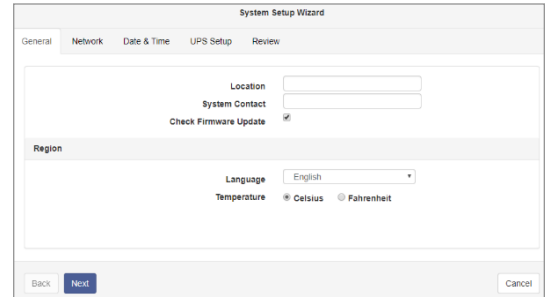 System Setup Wizard
General Network Date & Time UPS Setup Review
Location
System Contact
Check Firmware Update
Region
Language English
Temperature Celsius Fahrenheit
Back Next Cancel